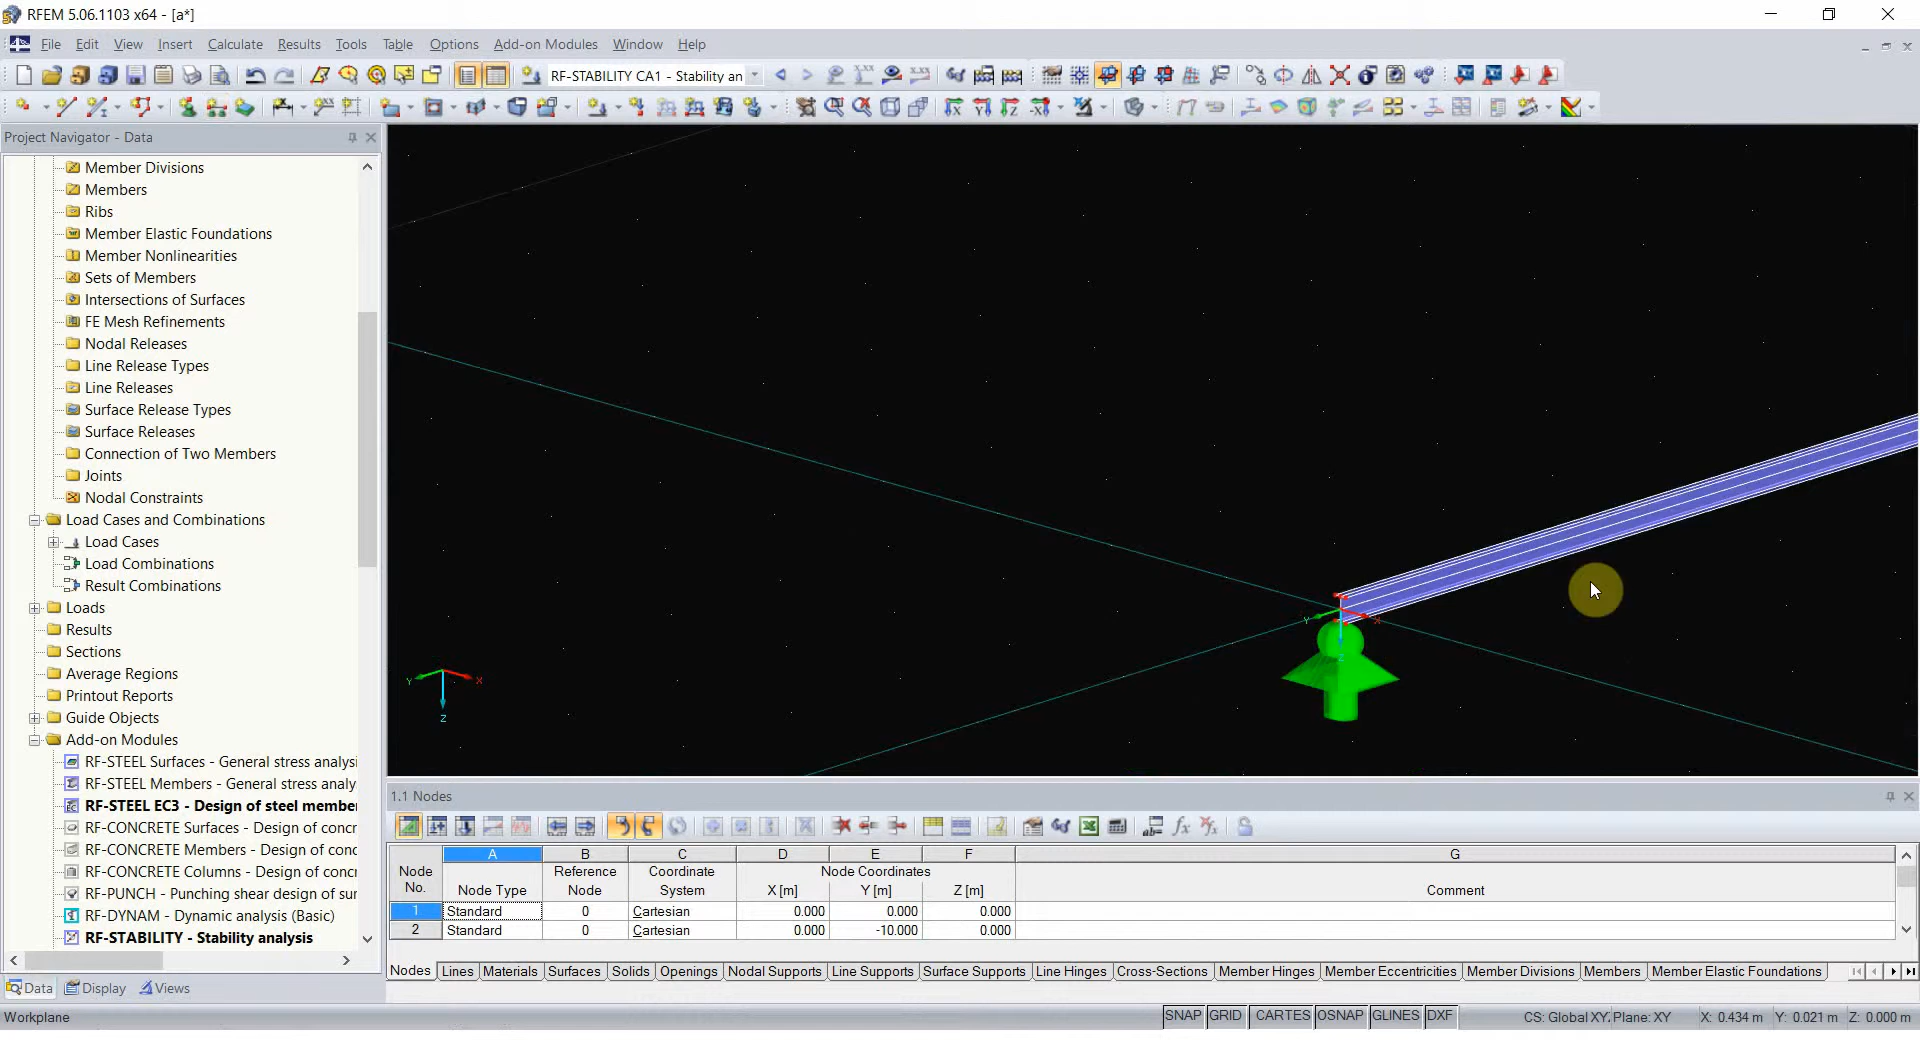 RFEM 5.06.1103 x64 - [a*]
File Edit View Insert Calculate Results Tools Table Options Add-on Modules Window Help
RF-STABILITY CA1 - Stability an
Project Navigator - Data
Member Divisions
Members
Ribs
Member Elastic Foundations
Member Nonlinearities
Sets of Members
Intersections of Surfaces
FE Mesh Refinements
Nodal Releases
Line Release Types
Line Releases
Surface Release Types
Surface Releases
Connection of Two Members
Joints
Nodal Constraints
Load Cases and Combinations
Load Cases
Load Combinations
Result Combinations
Loads
Results
Sections
Average Regions
Printout Reports
Guide Objects
Add-on Modules
RF-STEEL Surfaces - General stress analysi
RF-STEEL Members - General stress analy
RF-STEEL EC3 - Design of steel membe
RF-CONCRETE Surfaces - Design of concr
RF-CONCRETE Members - Design of conc
RF-CONCRETE Columns - Design of concr
RF-PUNCH - Punching shear design of sur
RF-DYNAM - Dynamic analysis (Basic)
RF-STABILITY - Stability analysis
Data Display Views
Y X
Z
Y X
1.1 Nodes
A B C D E F G
Node No. Node Type Reference Node Coordinate System Node Coordinates X [m] Y [m] Z [m] Comment
1 Standard 0 Cartesian 0.000 0.000 0.000
2 Standard 0 Cartesian 0.000 -10.000 0.000
Nodes Lines Materials Surfaces Solids Openings Nodal Supports Line Supports Surface Supports Line Hinges Cross-Sections Member Hinges Member Eccentricities Member Divisions Members Member Elastic Foundations
Workplane SNAP GRID CARTES OSNAP GLINES DXF CS: Global XY. Plane: XY X: 0.434 m Y: 0.021 m Z: 0.000 m